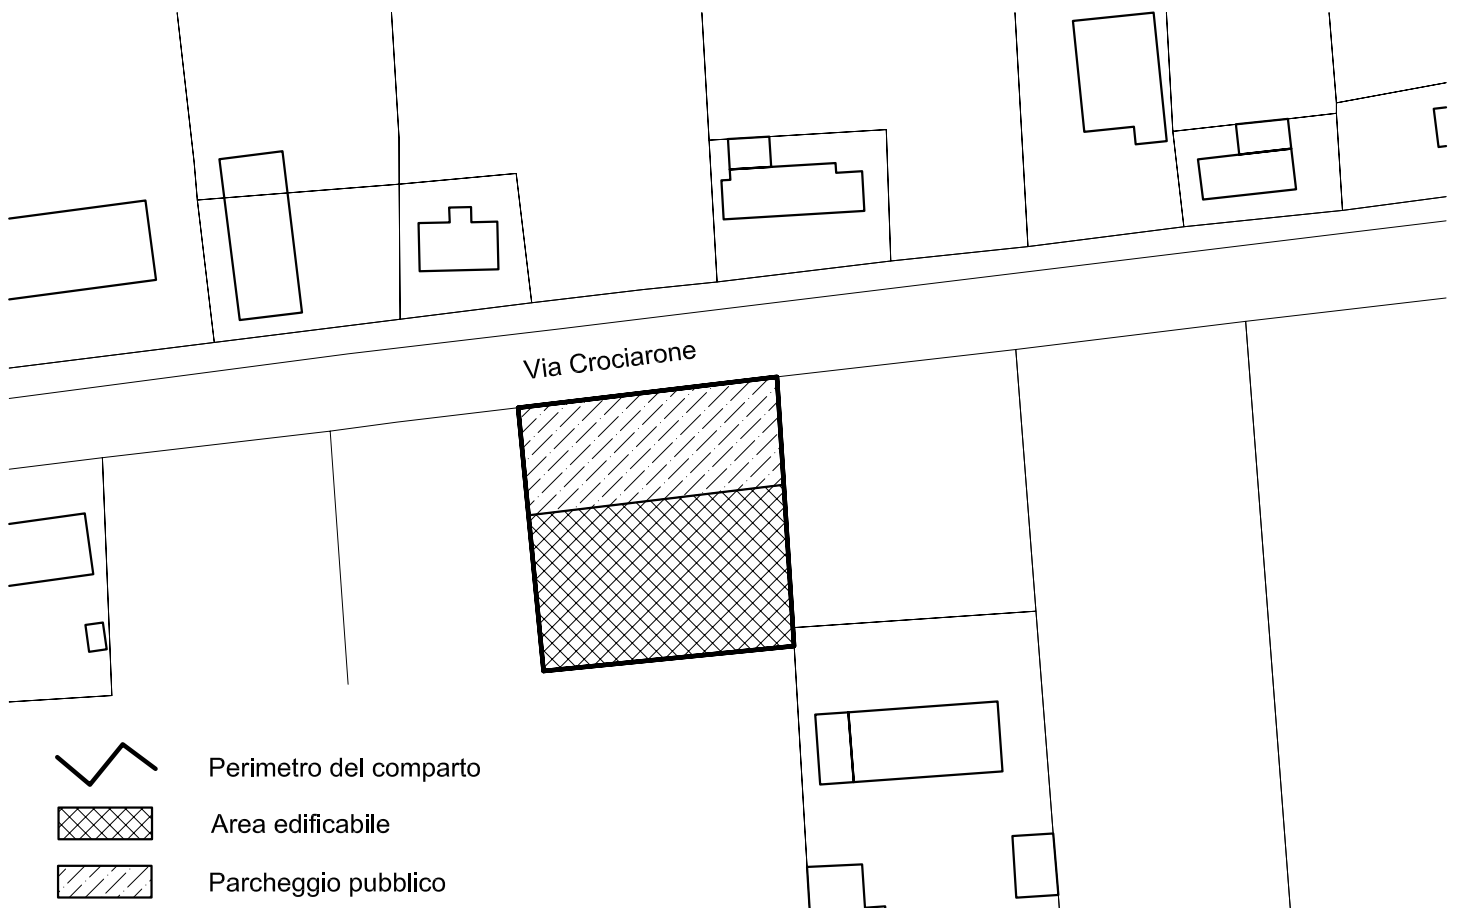 Via Crociarone
Perimetro del comparto
Area edificabile
Parcheggio pubblico